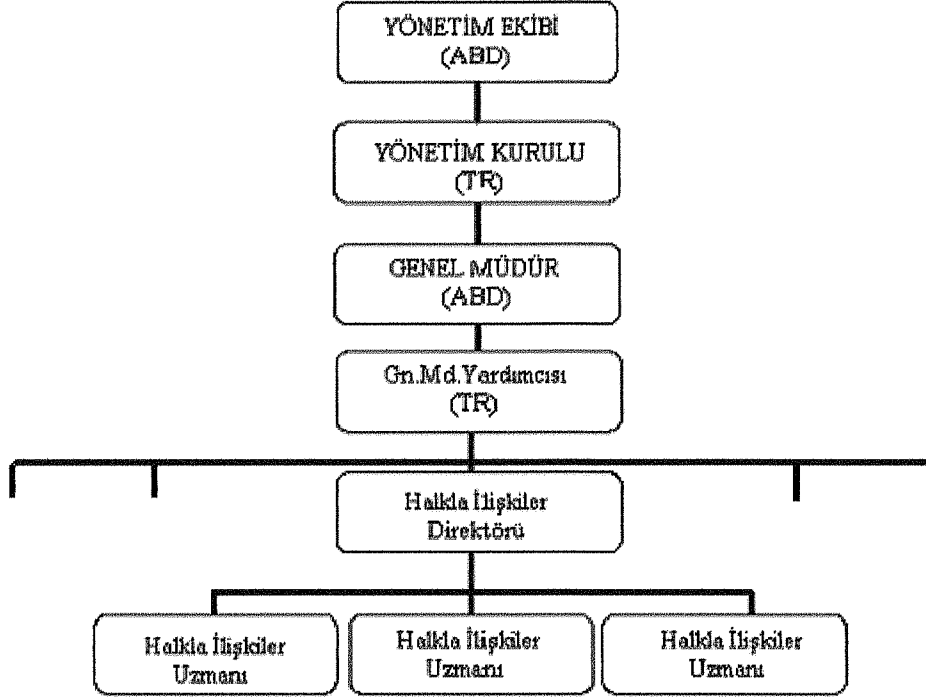 YÖNETİM EKİBİ
(ABD)
YÖNETİM KURULU
(TR)
GENEL MÜDÜR
(ABD)
Gn.Md.Yardımcısı
(TR)
Halkla İlişkiler
Direktörü
Halkla İlişkiler
Uzmanı
Halkla İlişkiler
Uzmanı
Halkla İlişkiler
Uzmanı